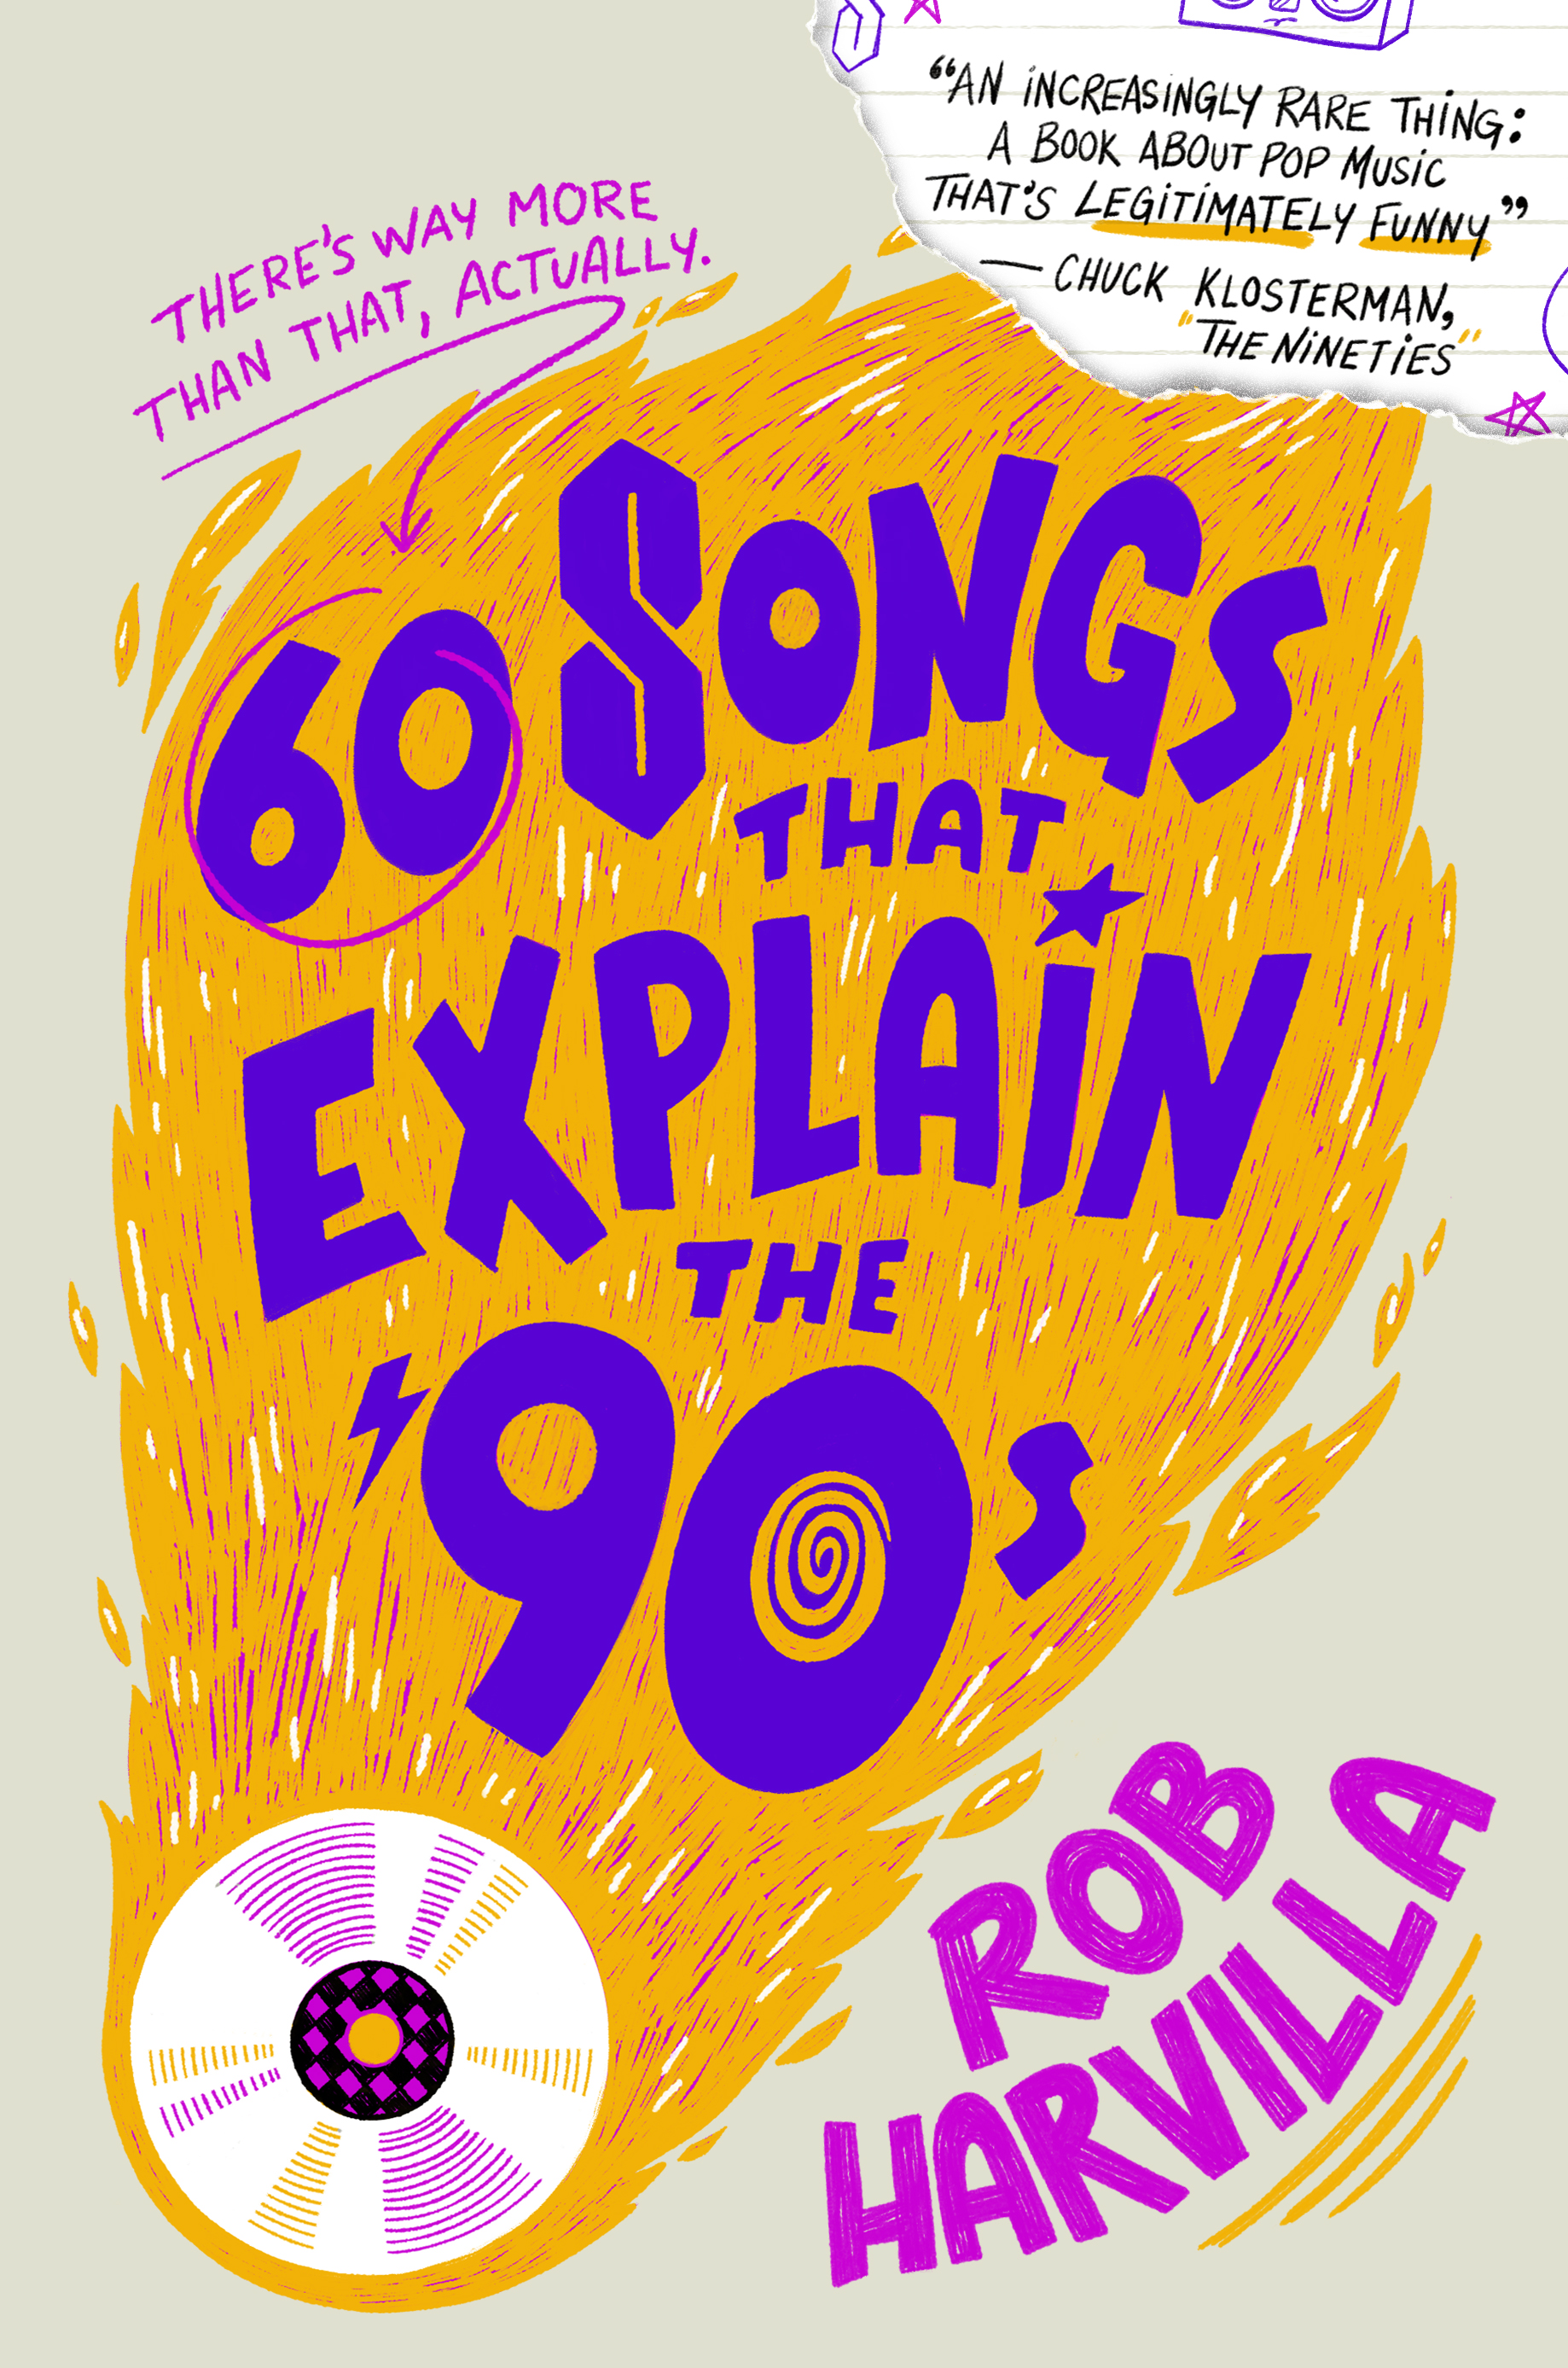 “AN INCREASINGLY RARE THING:
A BOOK ABOUT POP MUSIC
THAT'S LEGITIMATELY FUNNY”
— CHUCK KLOSTERMAN,
"THE NINETIES"
THERE'S WAY MORE
THAN THAT, ACTUALLY.
60 SONGS
THAT
EXPLAIN
THE
'90s
ROB
HARVILLA